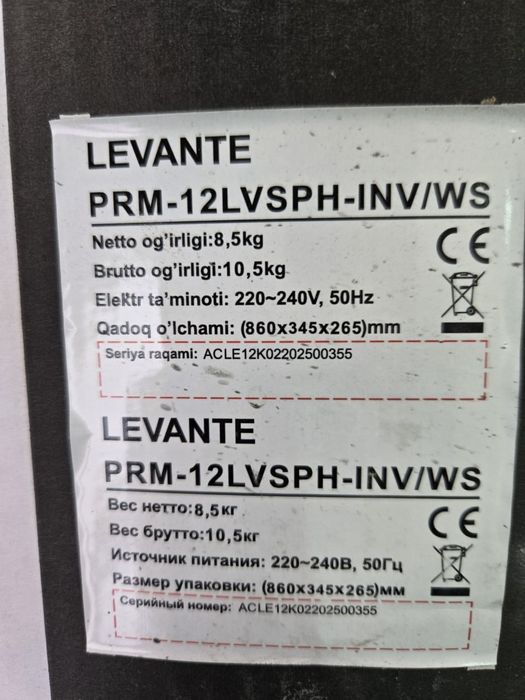 LEVANTE
PRM-12LVSPH-INV/WS
Netto og'irligi:8,5kg
Brutto og'irligi:10,5kg
Elektr ta'minoti: 220~240V, 50Hz
Qadoq o'lchami: (860x345x265)mm
Seriya raqami: ACLE12K02202500355
CE
LEVANTE
PRM-12LVSPH-INV/WS
Вес нетто:8,5кг
Вес брутто:10,5кг
Источник питания: 220~240В, 50Гц
Размер упаковки: (860x345x265)мм
Серийный номер: ACLE12K02202500355
CE